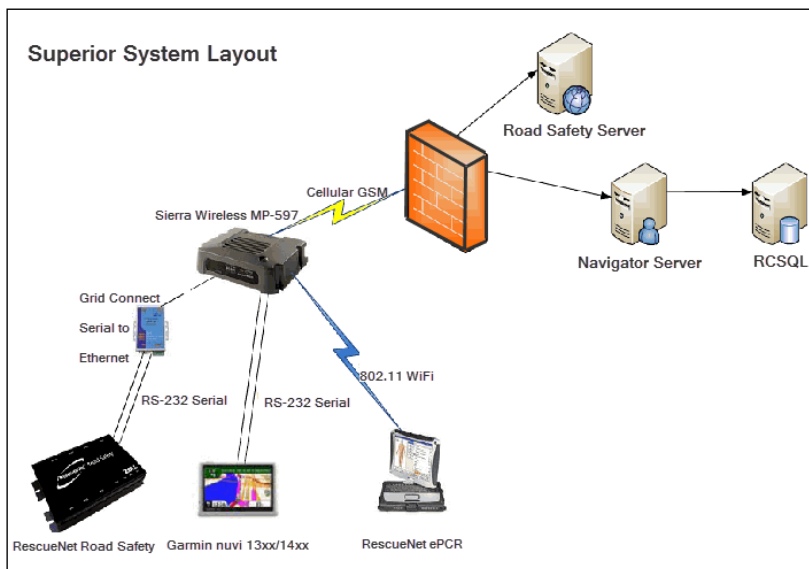 Superior System Layout
Road Safety Server
Cellular GSM
Sierra Wireless MP-597
Navigator Server
RCSQL
Grid Connect
Serial to
Ethernet
802.11 WiFi
RS-232 Serial
RS-232 Serial
RescueNet Road Safety
Garmin nuvi 13xx/14xx
RescueNet ePCR